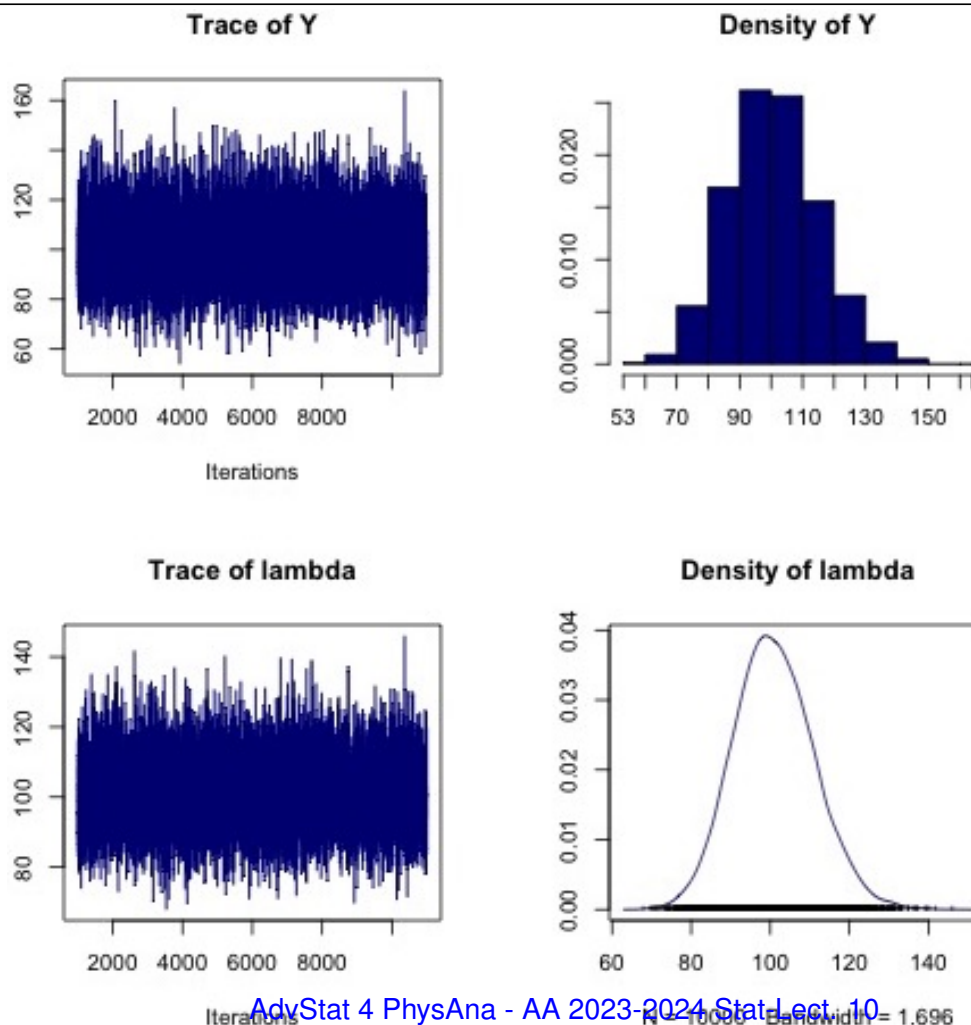 Trace of Y
Density of Y
160
120
80
60
2000 4000 6000 8000
Iterations
0.020
0.010
0.000
53 70 90 110 130 150
Trace of lambda
Density of lambda
140
120
100
80
2000 4000 6000 8000
Iterations
0.04
0.03
0.02
0.01
0.00
60 80 100 120 140
N = 10000 Bandwidth = 1.696
AdvStat 4 PhysAna - AA 2023-2024 Stat-Lect. 10